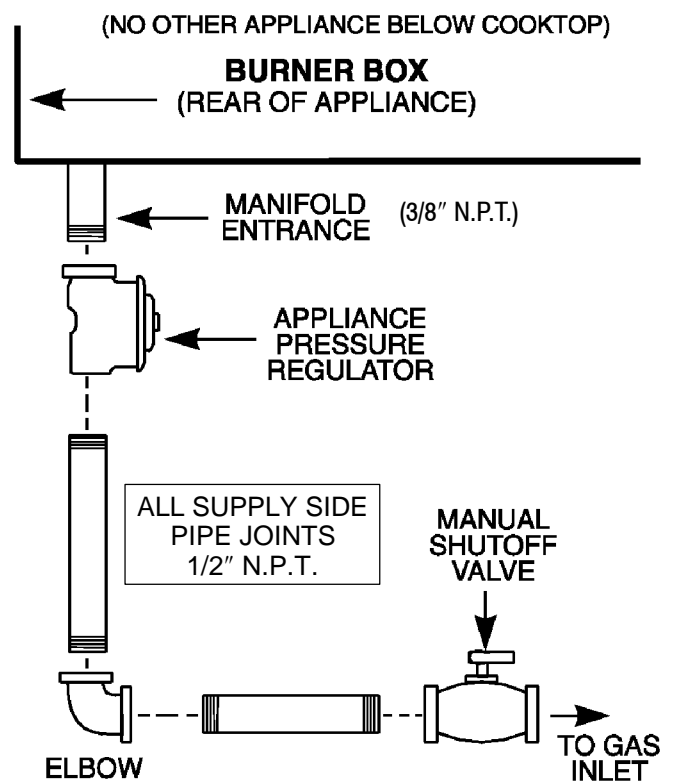 (NO OTHER APPLIANCE BELOW COOKTOP)
BURNER BOX
(REAR OF APPLIANCE)
MANIFOLD
ENTRANCE
(3/8″ N.P.T.)
APPLIANCE
PRESSURE
REGULATOR
ALL SUPPLY SIDE
PIPE JOINTS
1/2″ N.P.T.
MANUAL
SHUTOFF
VALVE
ELBOW
TO GAS
INLET